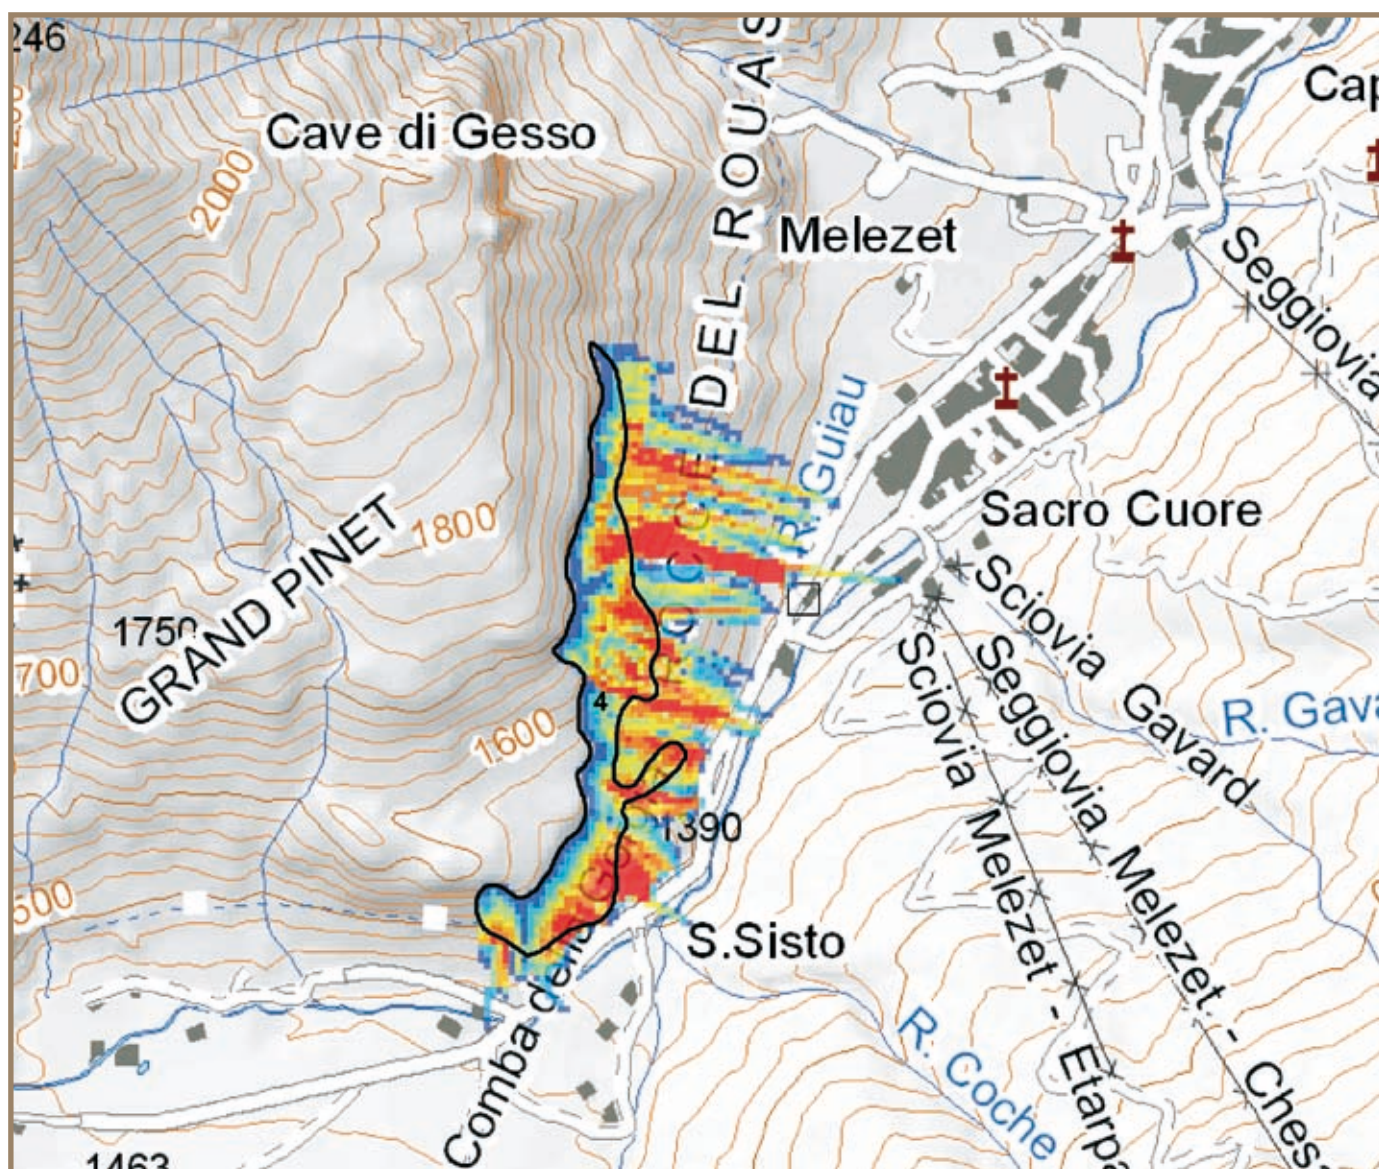 246
Cap
Cave di Gesso
2000
DEL ROUAS
Melezet
Seggiovia
R. Guiau
Sacro Cuore
1800
GRAND PINET
1750
700
4
1600
Sciovia Gavard
R. Gava
Sciovia Melezet - Etarpa
Seggiovia Melezet - Ches
1390
500
S.Sisto
Comba
R. Coche
1463